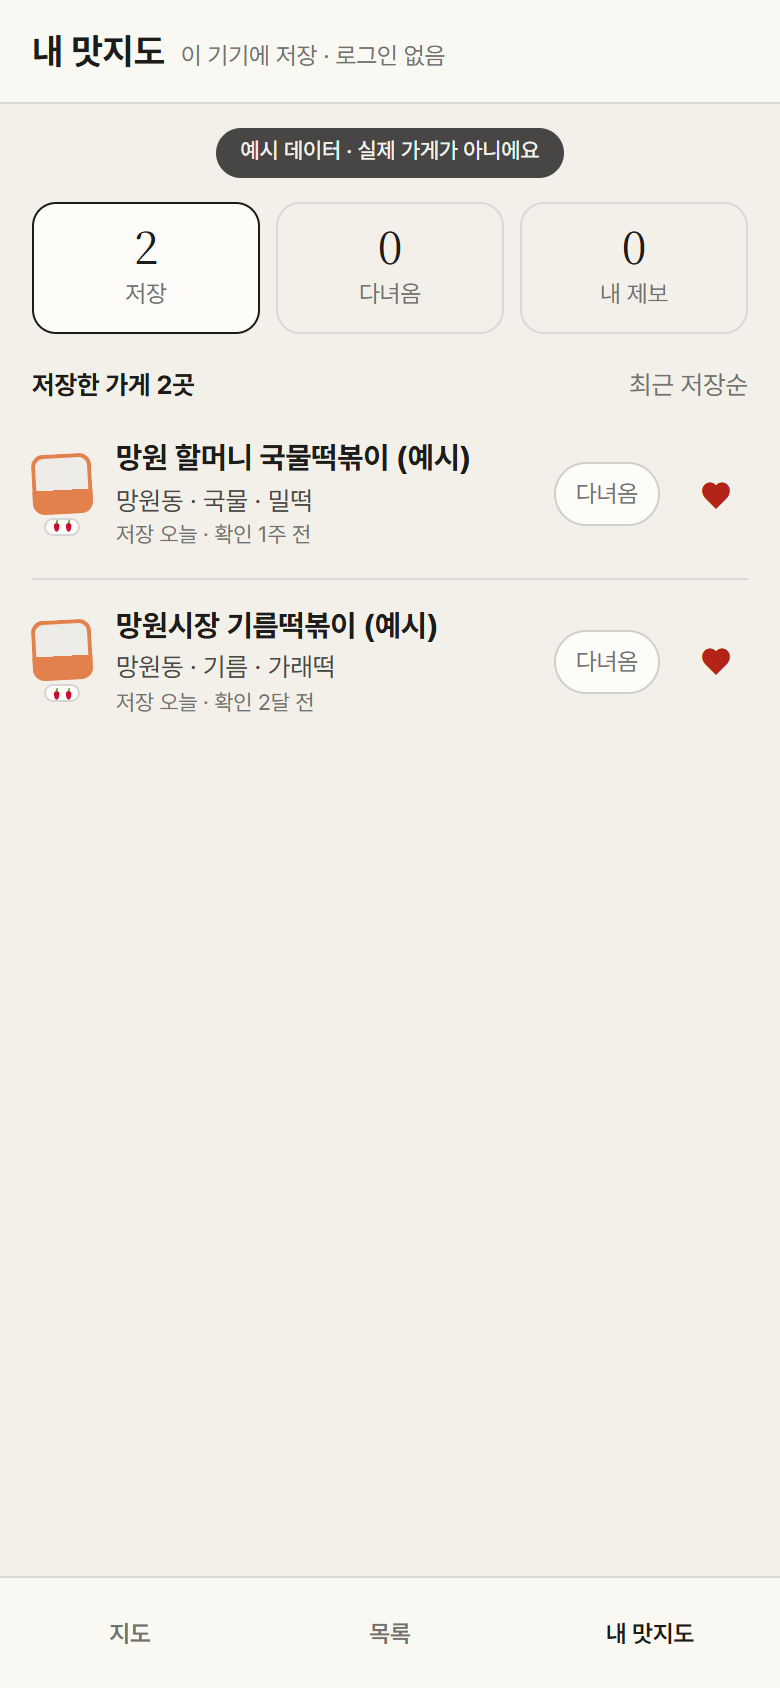 내 맛지도 이 기기에 저장 · 로그인 없음
예시 데이터 · 실제 가게가 아니에요
2 0 0
저장 다녀옴 내 제보
저장한 가게 2곳 최근 저장순
망원 할머니 국물떡볶이 (예시)
망원동 · 국물 · 밀떡
저장 오늘 · 확인 1주 전
다녀옴
망원시장 기름떡볶이 (예시)
망원동 · 기름 · 가래떡
저장 오늘 · 확인 2달 전
다녀옴
지도 목록 내 맛지도